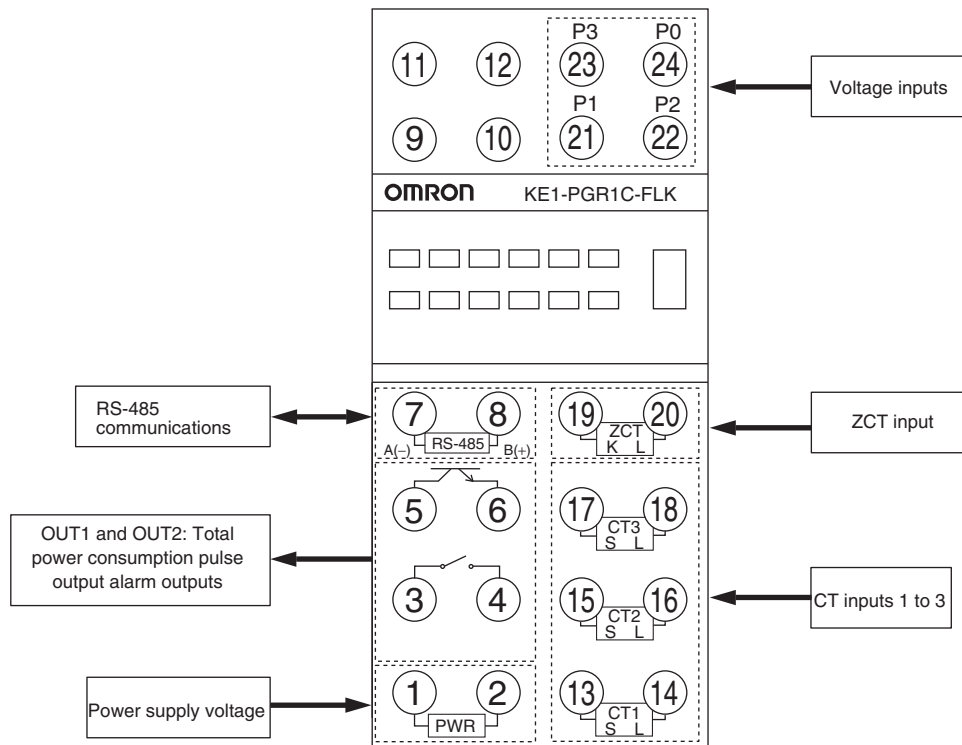 P3 P0
11 12 23 24
Voltage inputs
P1 P2
9 10 21 22
OMRON KE1-PGR1C-FLK
RS-485
communications
7 8
A(−) RS-485 B(+)
19 20
ZCT
K L
ZCT input
5 6
17 18
CT3
S L
OUT1 and OUT2: Total
power consumption pulse
output alarm outputs
3 4
15 16
CT2
S L
CT inputs 1 to 3
Power supply voltage
1 2
PWR
13 14
CT1
S L